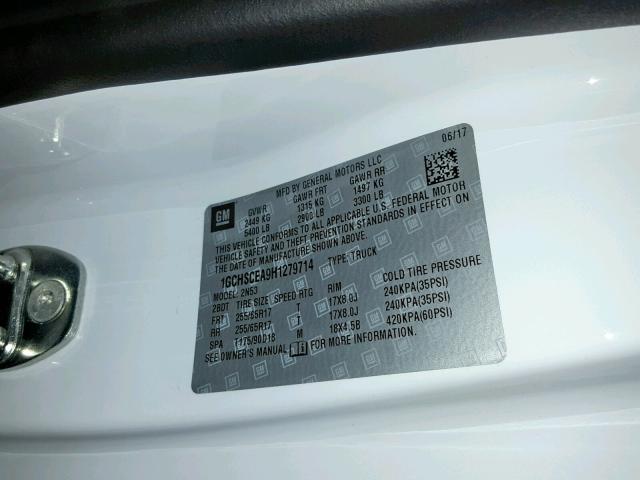 06/17
MFD BY GENERAL MOTORS LLC
GM
GVWR GAWR FRT GAWR RR
2449 KG 1315 KG 1497 KG
5400 LB 2900 LB 3300 LB
THIS VEHICLE CONFORMS TO ALL APPLICABLE U.S. FEDERAL MOTOR
VEHICLE SAFETY AND THEFT PREVENTION STANDARDS IN EFFECT ON
THE DATE OF MANUFACTURE SHOWN ABOVE.
1GCHSCEA9H1279714 TYPE: TRUCK
MODEL: 2N53
2BDT TIRE SIZE SPEED RTG RIM COLD TIRE PRESSURE
FRT 255/65R17 T 17X8.0J 240KPA(35PSI)
RR 255/65R17 T 17X8.0J 240KPA(35PSI)
SPA T175/90D18 M 18X4.5B 420KPA(60PSI)
SEE OWNER'S MANUAL FOR MORE INFORMATION.